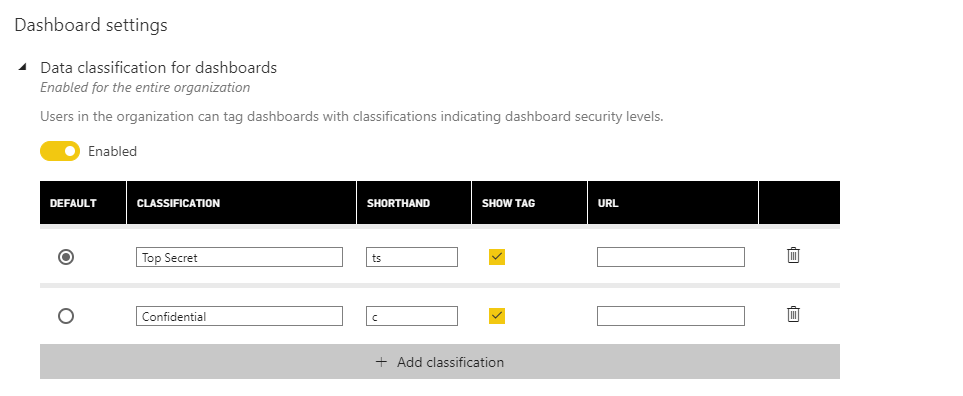 Dashboard settings
Data classification for dashboards
Enabled for the entire organization
Users in the organization can tag dashboards with classifications indicating dashboard security levels.
Enabled
DEFAULT CLASSIFICATION SHORTHAND SHOW TAG URL
Top Secret ts
Confidential c
+ Add classification